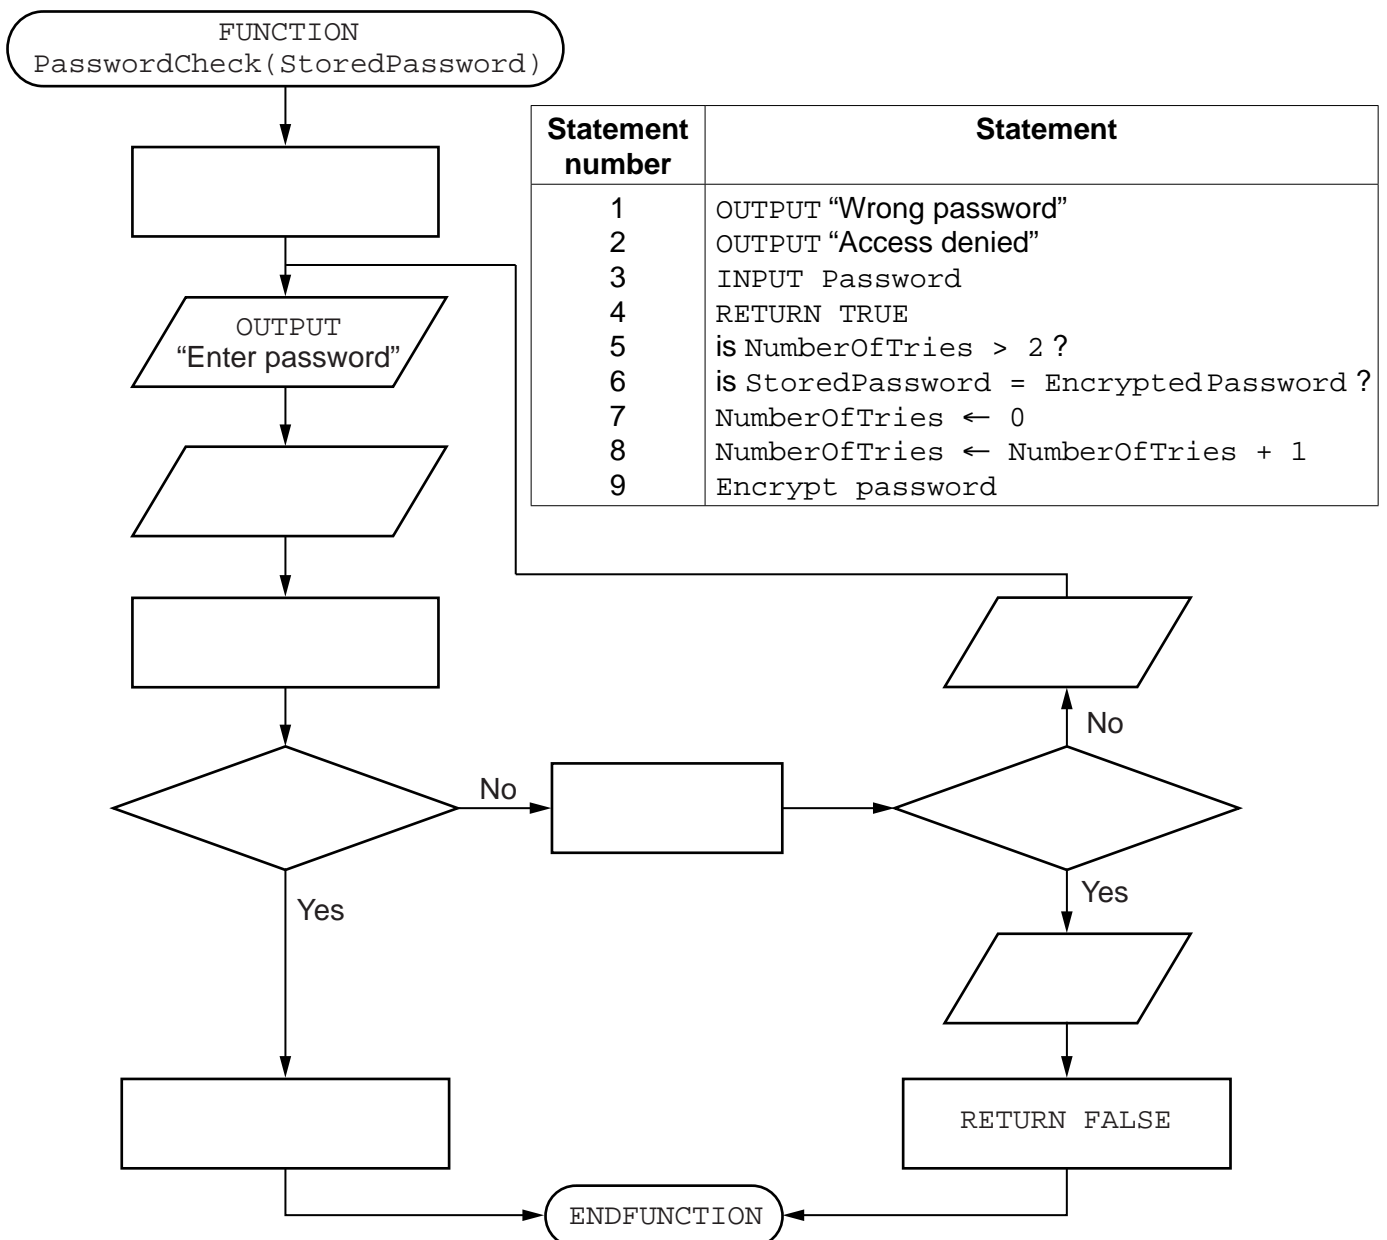 FUNCTION
PasswordCheck(StoredPassword)
Statement number
Statement
1 OUTPUT “Wrong password”
2 OUTPUT “Access denied”
3 INPUT Password
4 RETURN TRUE
5 is NumberOfTries > 2 ?
6 is StoredPassword = EncryptedPassword ?
7 NumberOfTries ← 0
8 NumberOfTries ← NumberOfTries + 1
9 Encrypt password
OUTPUT
“Enter password”
No
No
Yes
Yes
RETURN FALSE
ENDFUNCTION